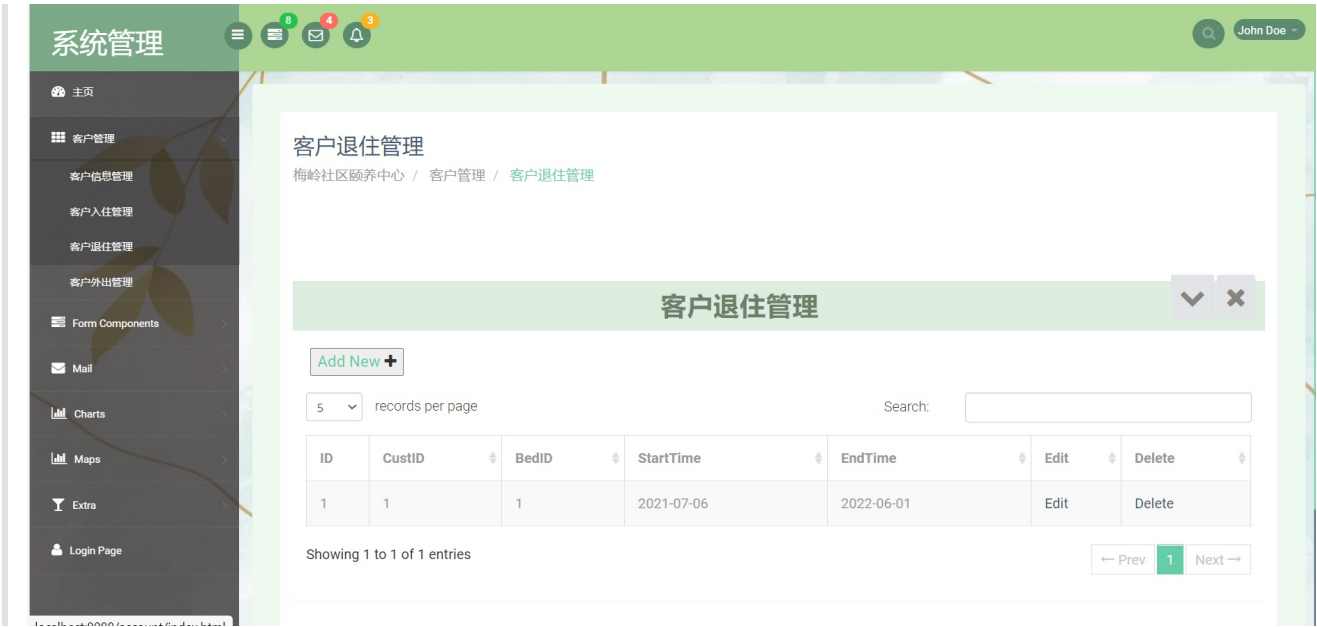 系统管理
8
4
3
John Doe
主页
客户管理
客户信息管理
客户入住管理
客户退住管理
客户外出管理
Form Components
Mail
Charts
Maps
Extra
Login Page
客户退住管理
梅岭社区颐养中心 / 客户管理 / 客户退住管理
客户退住管理
Add New
5 records per page Search:
ID CustID BedID StartTime EndTime Edit Delete
1 1 1 2021-07-06 2022-06-01 Edit Delete
Showing 1 to 1 of 1 entries
← Prev 1 Next →